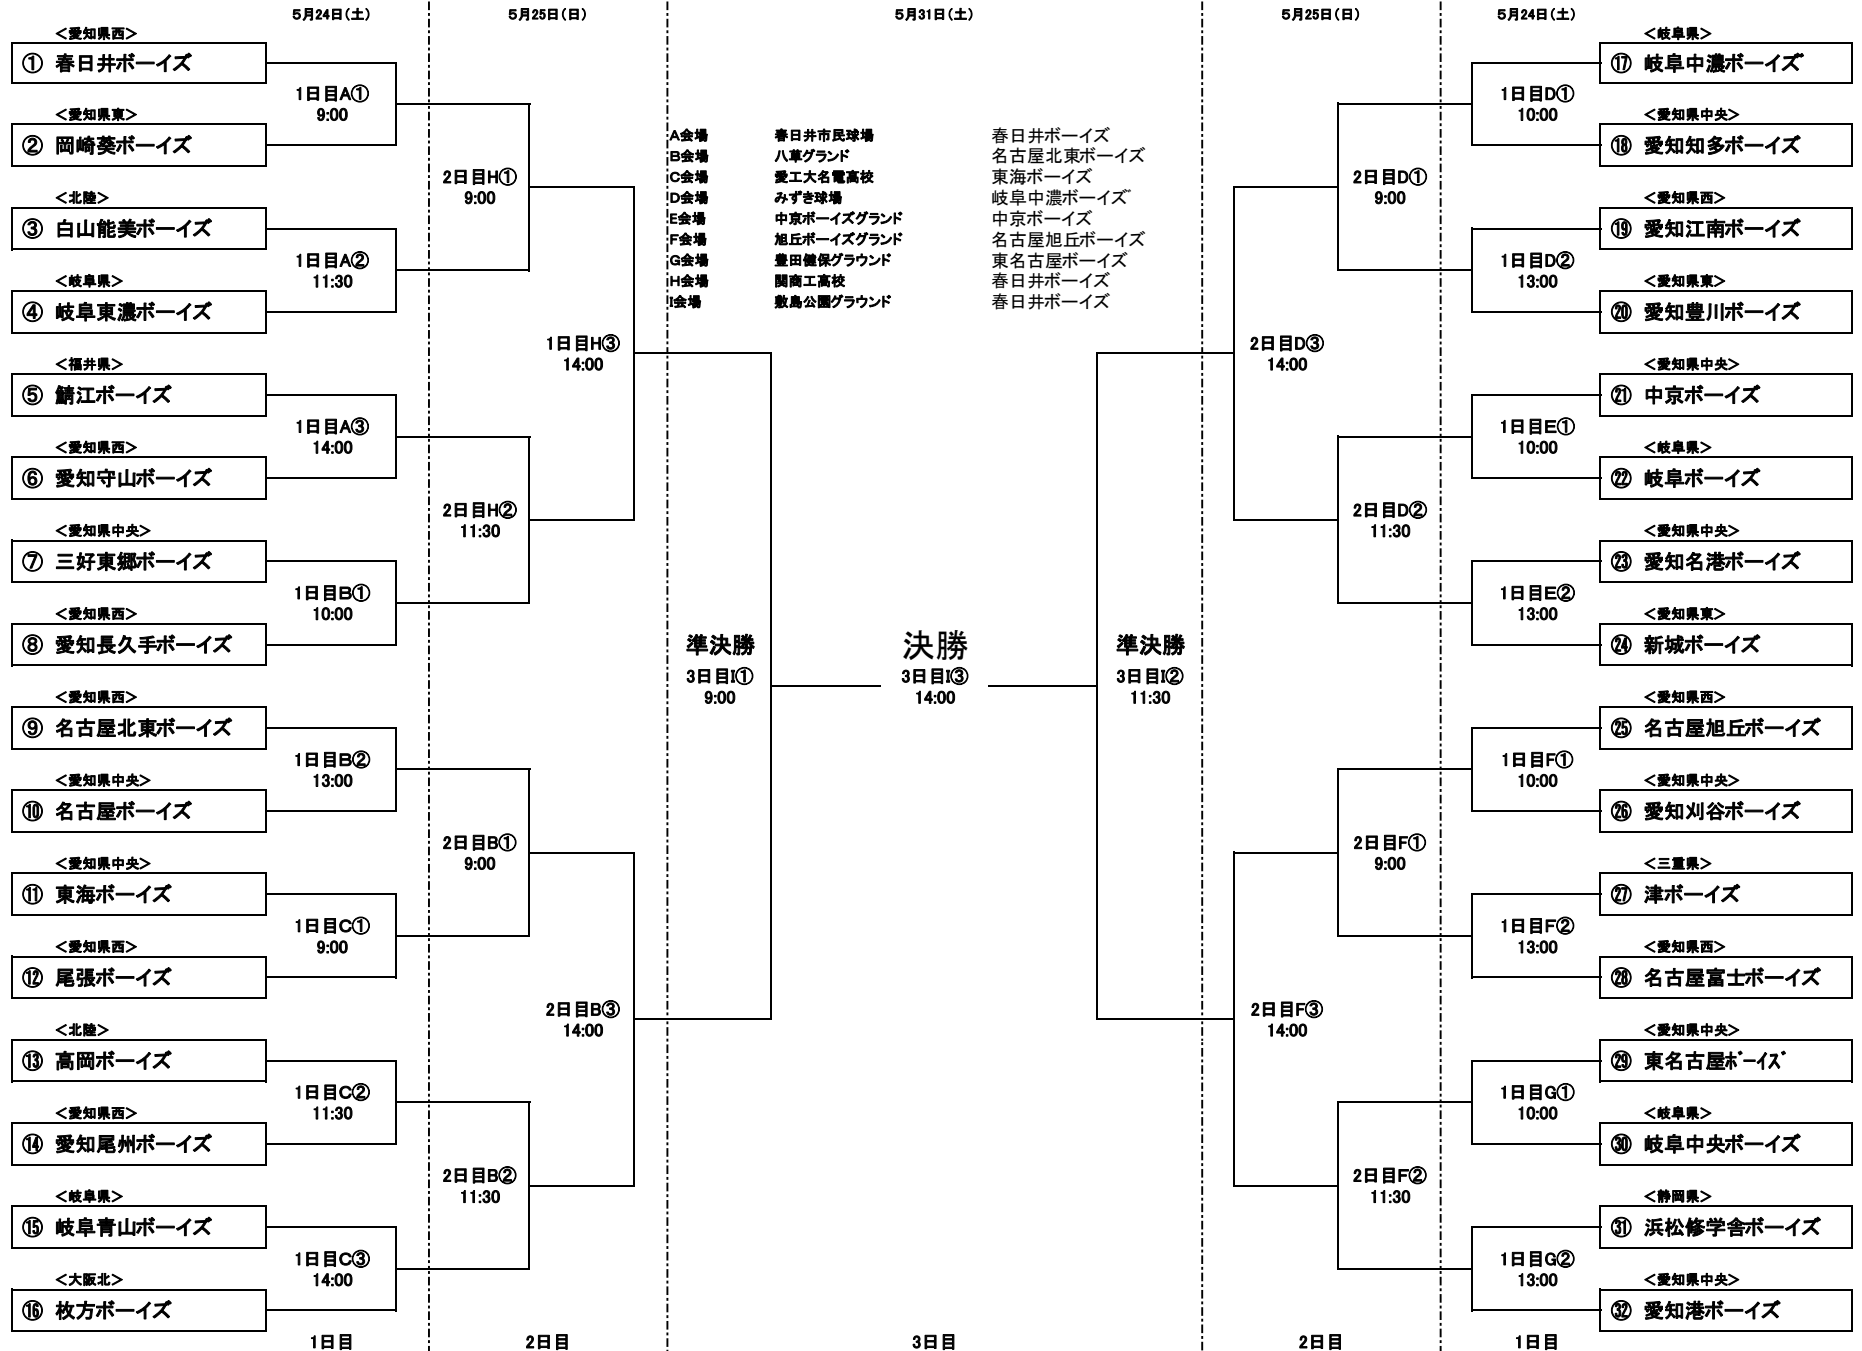 5月24日（土）
5月25日（日）
5月31日（土）
5月25日（日）
5月24日（土）
＜愛知県西＞
① 春日井ボーイズ
1日目A①
9:00
＜愛知県東＞
② 岡崎葵ボーイズ
2日目H①
9:00
＜北陸＞
③ 白山能美ボーイズ
1日目A②
11:30
＜岐阜県＞
④ 岐阜東濃ボーイズ
1日目H③
14:00
＜福井県＞
⑤ 鯖江ボーイズ
1日目A③
14:00
＜愛知県西＞
⑥ 愛知守山ボーイズ
2日目H②
11:30
＜愛知県中央＞
⑦ 三好東郷ボーイズ
1日目B①
10:00
＜愛知県西＞
⑧ 愛知長久手ボーイズ
＜愛知県西＞
⑨ 名古屋北東ボーイズ
1日目B②
13:00
＜愛知県中央＞
⑩ 名古屋ボーイズ
2日目B①
9:00
＜愛知県中央＞
⑪ 東海ボーイズ
1日目C①
9:00
＜愛知県西＞
⑫ 尾張ボーイズ
2日目B③
14:00
＜北陸＞
⑬ 高岡ボーイズ
1日目C②
11:30
＜愛知県西＞
⑭ 愛知尾州ボーイズ
2日目B②
11:30
＜岐阜県＞
⑮ 岐阜青山ボーイズ
1日目C③
14:00
＜大阪北＞
⑯ 枚方ボーイズ
A会場 春日井市民球場 春日井ボーイズ
B会場 八草グランド 名古屋北東ボーイズ
C会場 愛工大名電高校 東海ボーイズ
D会場 みずき球場 岐阜中濃ボーイズ
E会場 中京ボーイズグランド 中京ボーイズ
F会場 旭丘ボーイズグランド 名古屋旭丘ボーイズ
G会場 豊田健保グラウンド 東名古屋ボーイズ
H会場 関商工高校 春日井ボーイズ
I会場 敷島公園グラウンド 春日井ボーイズ
準決勝
3日目I①
9:00
決勝
3日目I③
14:00
準決勝
3日目I②
11:30
＜岐阜県＞
⑰ 岐阜中濃ボーイズ
1日目D①
10:00
＜愛知県中央＞
⑱ 愛知知多ボーイズ
2日目D①
9:00
＜愛知県西＞
⑲ 愛知江南ボーイズ
1日目D②
13:00
＜愛知県東＞
⑳ 愛知豊川ボーイズ
2日目D③
14:00
＜愛知県中央＞
㉑ 中京ボーイズ
1日目E①
10:00
＜岐阜県＞
㉒ 岐阜ボーイズ
2日目D②
11:30
＜愛知県中央＞
㉓ 愛知名港ボーイズ
1日目E②
13:00
＜愛知県東＞
㉔ 新城ボーイズ
＜愛知県西＞
㉕ 名古屋旭丘ボーイズ
1日目F①
10:00
＜愛知県中央＞
㉖ 愛知刈谷ボーイズ
2日目F①
9:00
＜三重県＞
㉗ 津ボーイズ
1日目F②
13:00
＜愛知県西＞
㉘ 名古屋富士ボーイズ
2日目F③
14:00
＜愛知県中央＞
㉙ 東名古屋ﾎﾞｰｲｽﾞ
1日目G①
10:00
＜岐阜県＞
㉚ 岐阜中央ボーイズ
2日目F②
11:30
＜静岡県＞
㉛ 浜松修学舎ボーイズ
1日目G②
13:00
＜愛知県中央＞
㉜ 愛知港ボーイズ
1日目
2日目
3日目
2日目
1日目